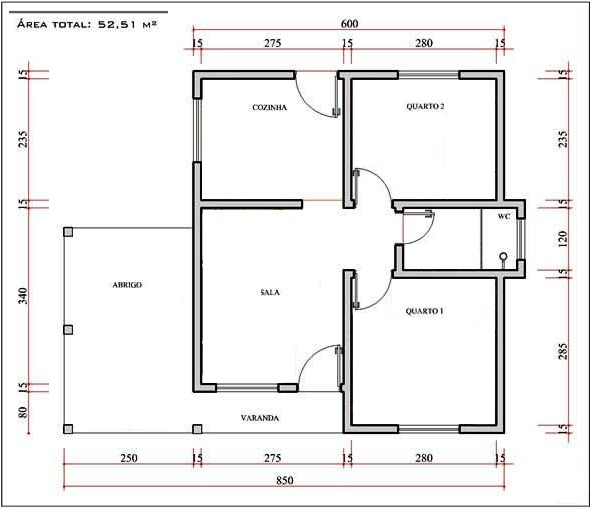 ÁREA TOTAL: 52,51 M²
600
15 275 15 280 15
15
235
15
340
15
80
COZINHA
QUARTO 2
WC
ABRIGO
SALA
QUARTO 1
VARANDA
15
235
15
120
15
285
15
250 15 275 15 280 15
850